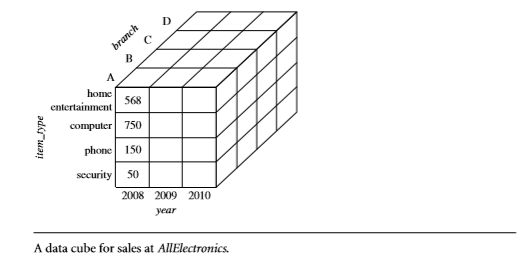 D
C
B
A
branch
home
entertainment
568
computer
750
phone
150
security
50
item_type
2008 2009 2010
year
A data cube for sales at AllElectronics.